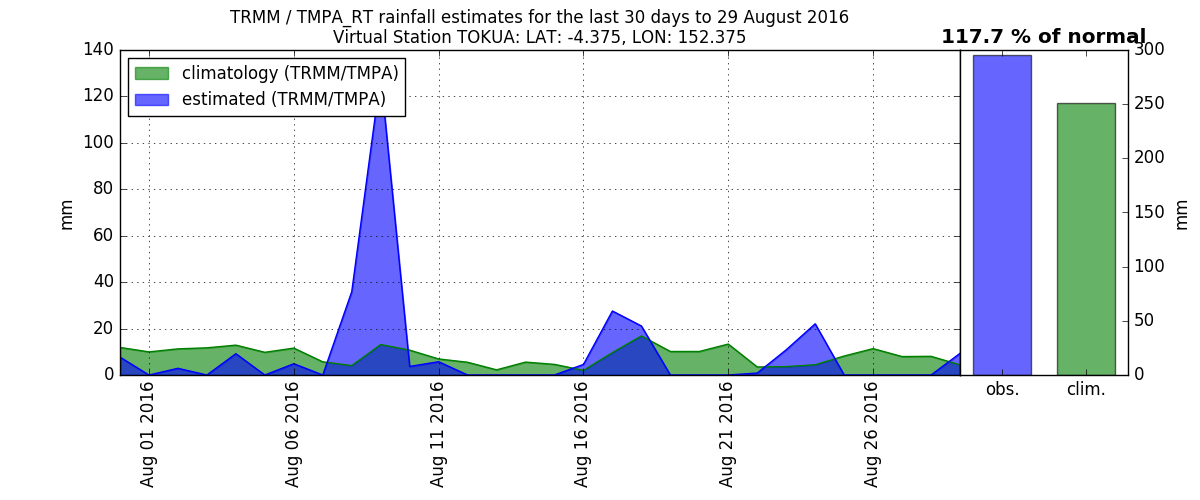 TRMM / TMPA_RT rainfall estimates for the last 30 days to 29 August 2016
Virtual Station TOKUA: LAT: -4.375, LON: 152.375
117.7 % of normal
climatology (TRMM/TMPA)
estimated (TRMM/TMPA)
140
120
100
80
60
40
20
0
mm
Aug 01 2016
Aug 06 2016
Aug 11 2016
Aug 16 2016
Aug 21 2016
Aug 26 2016
300
250
200
150
100
50
0
mm
obs.
clim.